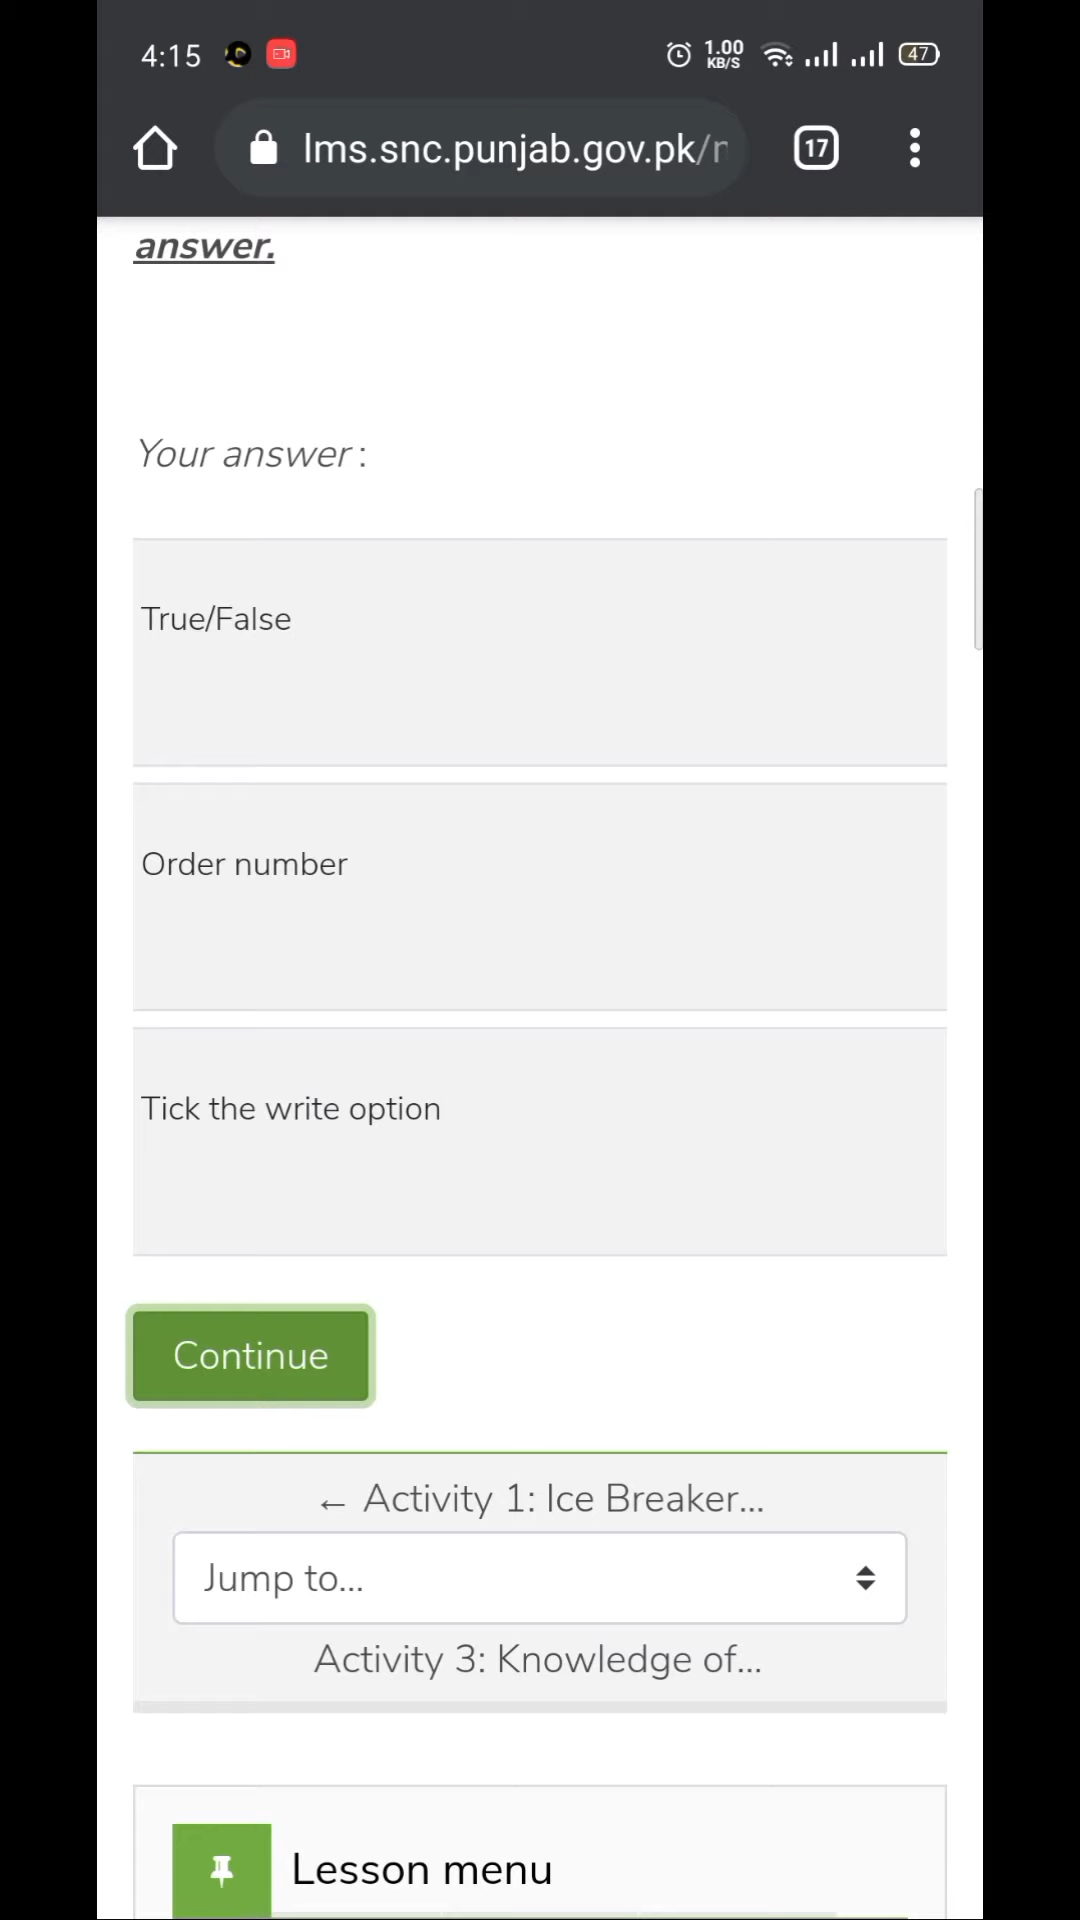 4:15 1.00 KB/S 47
lms.snc.punjab.gov.pk/ 17
answer.
Your answer :
True/False
Order number
Tick the write option
Continue
← Activity 1: Ice Breaker...
Jump to...
Activity 3: Knowledge of...
Lesson menu